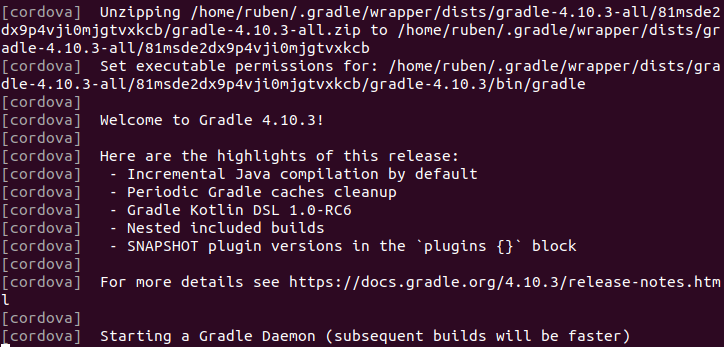 [cordova]  Unzipping /home/ruben/.gradle/wrapper/dists/gradle-4.10.3-all/81msde2
dx9p4vji0mjgtvxkcb/gradle-4.10.3-all.zip to /home/ruben/.gradle/wrapper/dists/gr
adle-4.10.3-all/81msde2dx9p4vji0mjgtvxkcb
[cordova]  Set executable permissions for: /home/ruben/.gradle/wrapper/dists/gra
dle-4.10.3-all/81msde2dx9p4vji0mjgtvxkcb/gradle-4.10.3/bin/gradle
[cordova]
[cordova]  Welcome to Gradle 4.10.3!
[cordova]
[cordova]  Here are the highlights of this release:
[cordova]   - Incremental Java compilation by default
[cordova]   - Periodic Gradle caches cleanup
[cordova]   - Gradle Kotlin DSL 1.0-RC6
[cordova]   - Nested included builds
[cordova]   - SNAPSHOT plugin versions in the `plugins {}` block
[cordova]
[cordova]  For more details see https://docs.gradle.org/4.10.3/release-notes.htm
l
[cordova]
[cordova]  Starting a Gradle Daemon (subsequent builds will be faster)